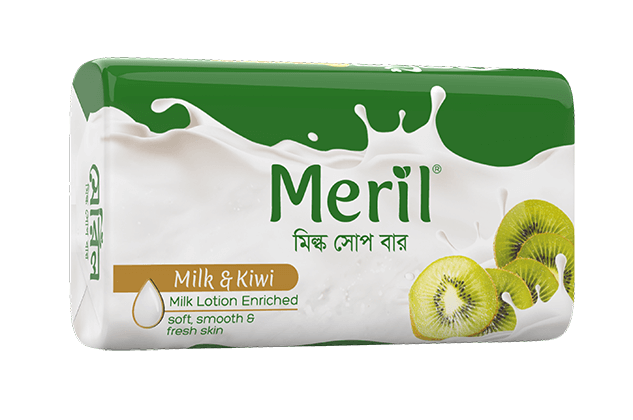 Meril®
মিল্ক সোপ বার
Milk & Kiwi
Milk Lotion Enriched
soft, smooth &
fresh skin
মেরিল
মিল্ক সোপ বার